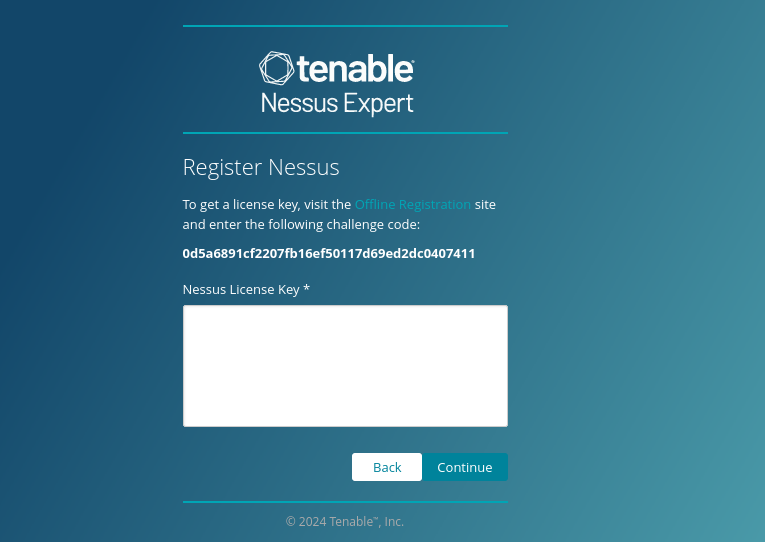 tenable
Nessus Expert
Register Nessus
To get a license key, visit the Offline Registration site
and enter the following challenge code:
0d5a6891cf2207fb16ef50117d69ed2dc0407411
Nessus License Key *
Back Continue
© 2024 Tenable™, Inc.